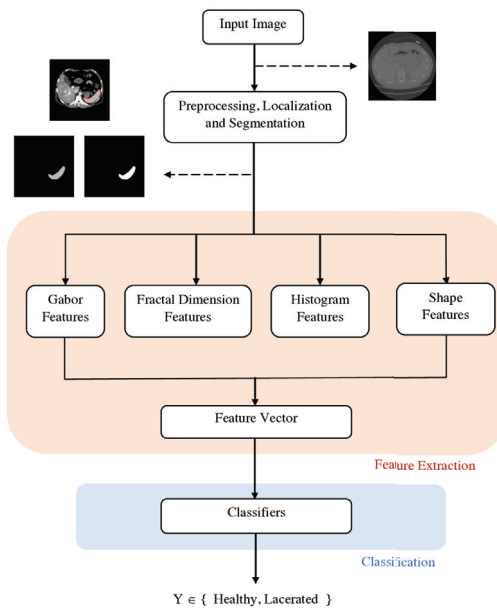 Input Image
Preprocessing, Localization
and Segmentation
Gabor
Features
Fractal Dimension
Features
Histogram
Features
Shape
Features
Feature Vector
Feature Extraction
Classifiers
Classification
Y ∈ { Healthy, Lacerated }